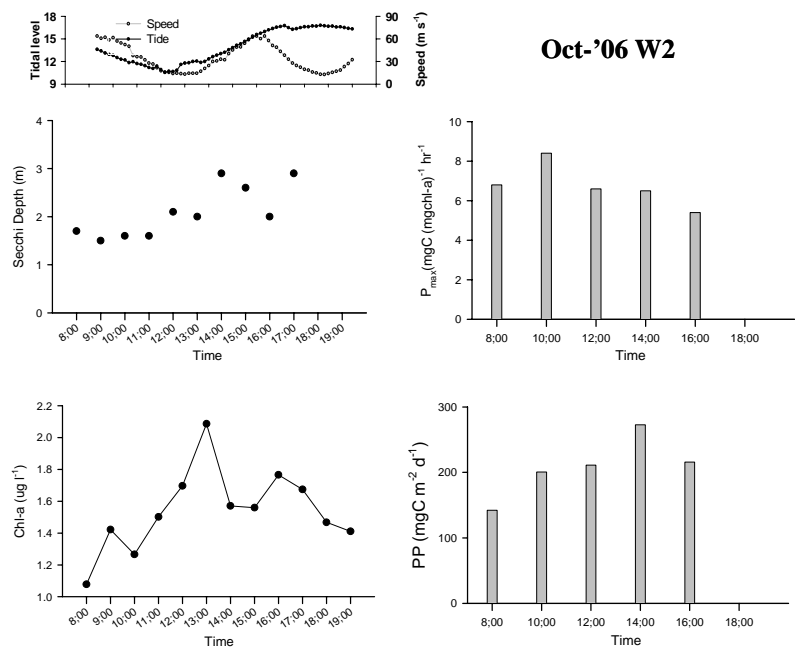 Oct-'06 W2
Tidal level
18
15
12
9
Speed
Tide
90
60
30
0
Speed (m s-1)
Secchi Depth (m)
4
3
2
1
0
8;00 9;00 10;00 11;00 12;00 13;00 14;00 15;00 16;00 17;00 18;00 19;00
Time
Pmax(mgC (mgchl-a)-1 hr-1
10
8
6
4
2
0
8;00 10;00 12;00 14;00 16;00 18;00
Time
Chl-a (ug l-1)
2.2
2.0
1.8
1.6
1.4
1.2
1.0
8;00 9;00 10;00 11;00 12;00 13;00 14;00 15;00 16;00 17;00 18;00 19;00
Time
PP (mgC m-2 d-1)
300
200
100
0
8;00 10;00 12;00 14;00 16;00 18;00
Time